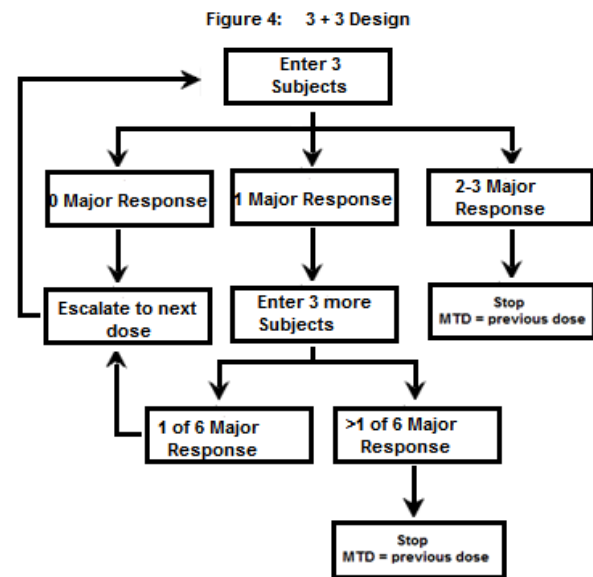 Figure 4: 3 + 3 Design
Enter 3
Subjects
0 Major Response
1 Major Response
2-3 Major
Response
Escalate to next
dose
Enter 3 more
Subjects
Stop
MTD = previous dose
1 of 6 Major
Response
>1 of 6 Major
Response
Stop
MTD = previous dose